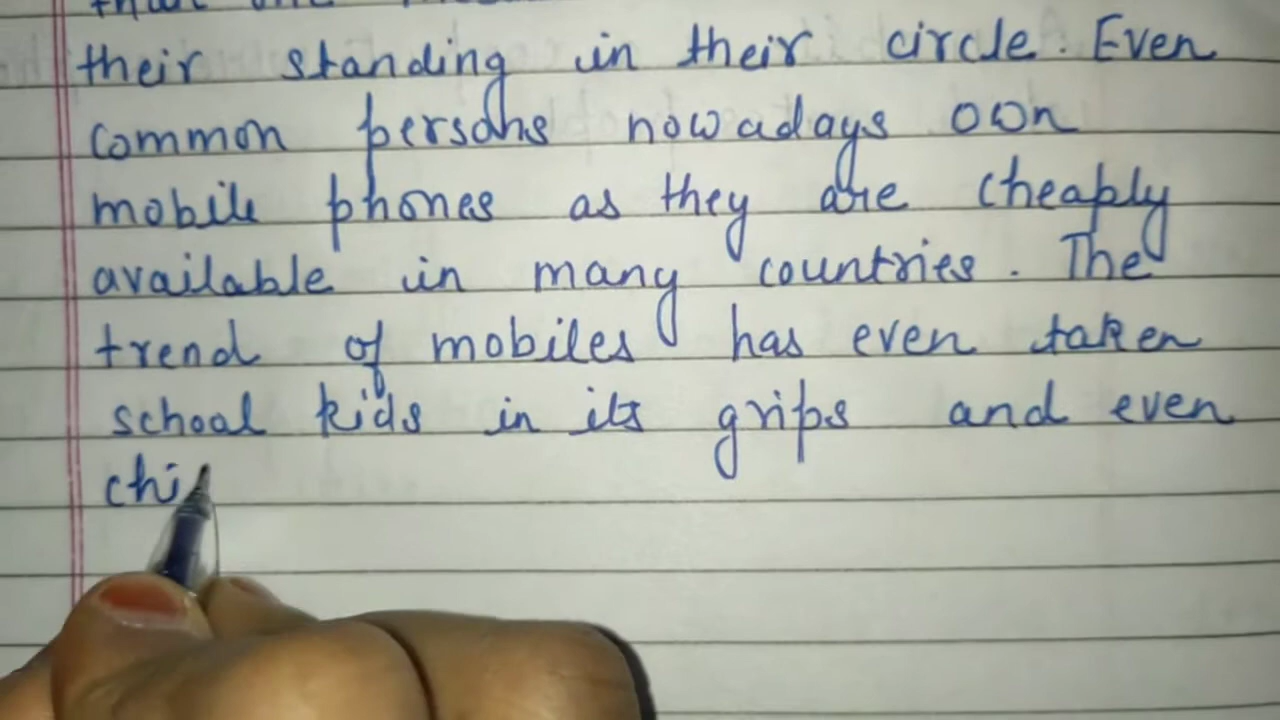 their standing in their circle. Even
common persons nowadays own
mobile phones as they are cheaply
available in many countries. The
trend of mobiles has even taken
school kids in its grips and even
chi